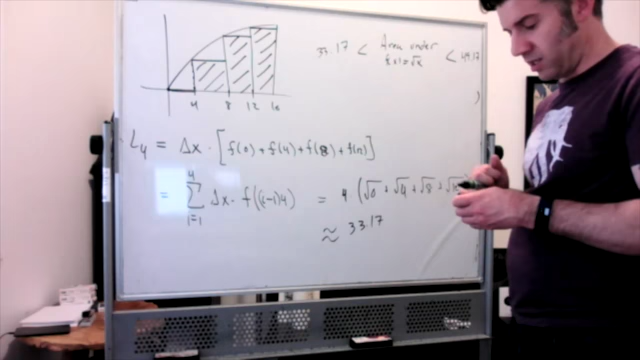 33.17 < Area under f(x)=√x < 49.17
4 8 12 16
L₄ = Δx · [f(0) + f(4) + f(8) + f(12)]
= ∑ i=1 4 Δx · f((i-1)4) = 4 · (√0 + √4 + √8 + √12
≈ 33.17